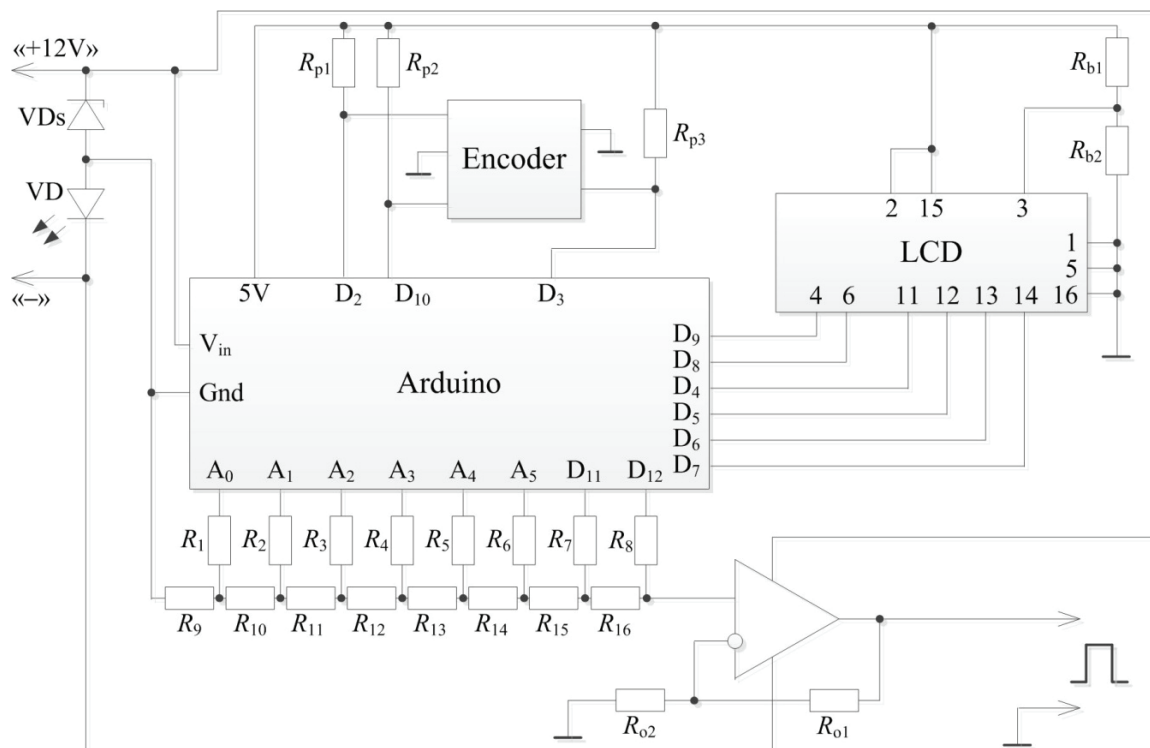 «+12V»
VDs
VD
«–»
Rp1
Rp2
Encoder
Rp3
Rb1
Rb2
2 15 3
LCD
1
5
16
4 6 11 12 13 14
5V D2 D10 D3
Vin
Gnd
Arduino
D9
D8
D4
D5
D6
D7
A0 A1 A2 A3 A4 A5 D11 D12
R1 R2 R3 R4 R5 R6 R7 R8
R9 R10 R11 R12 R13 R14 R15 R16
Ro2 Ro1